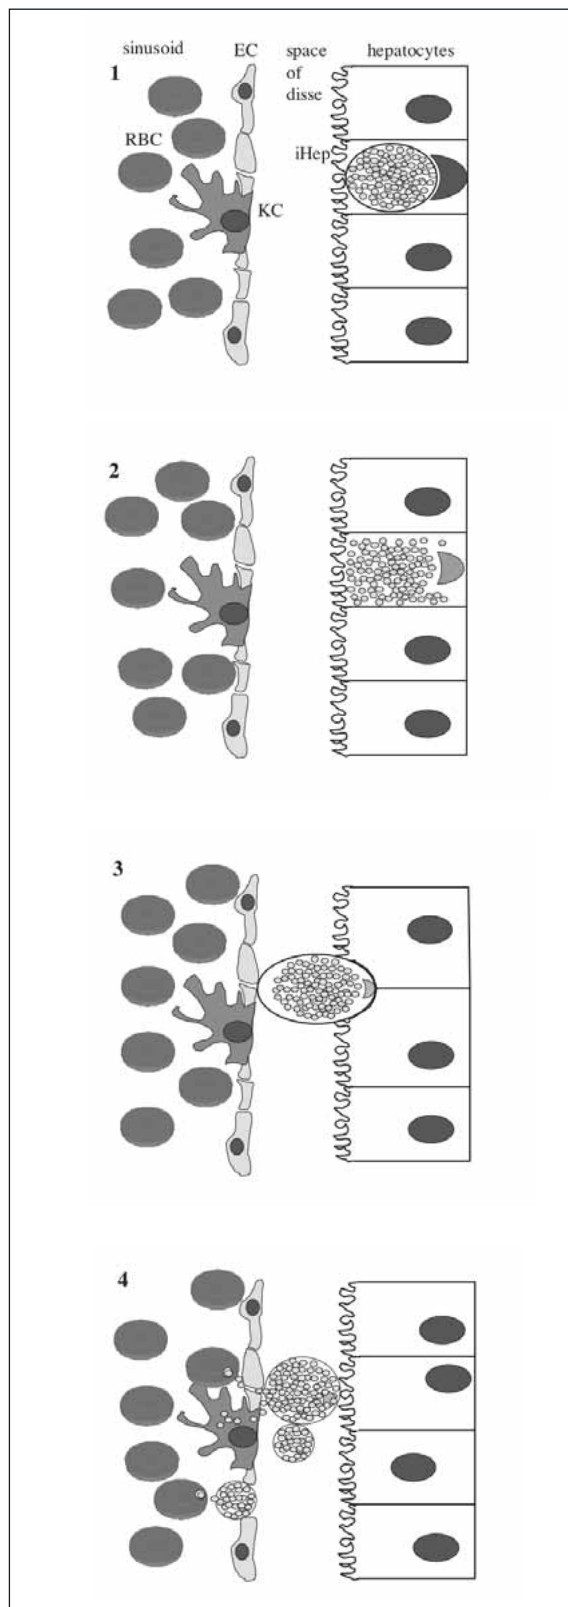 sinusoid EC space hepatocytes
1 of
disse
RBC iHep
KC
2
3
4